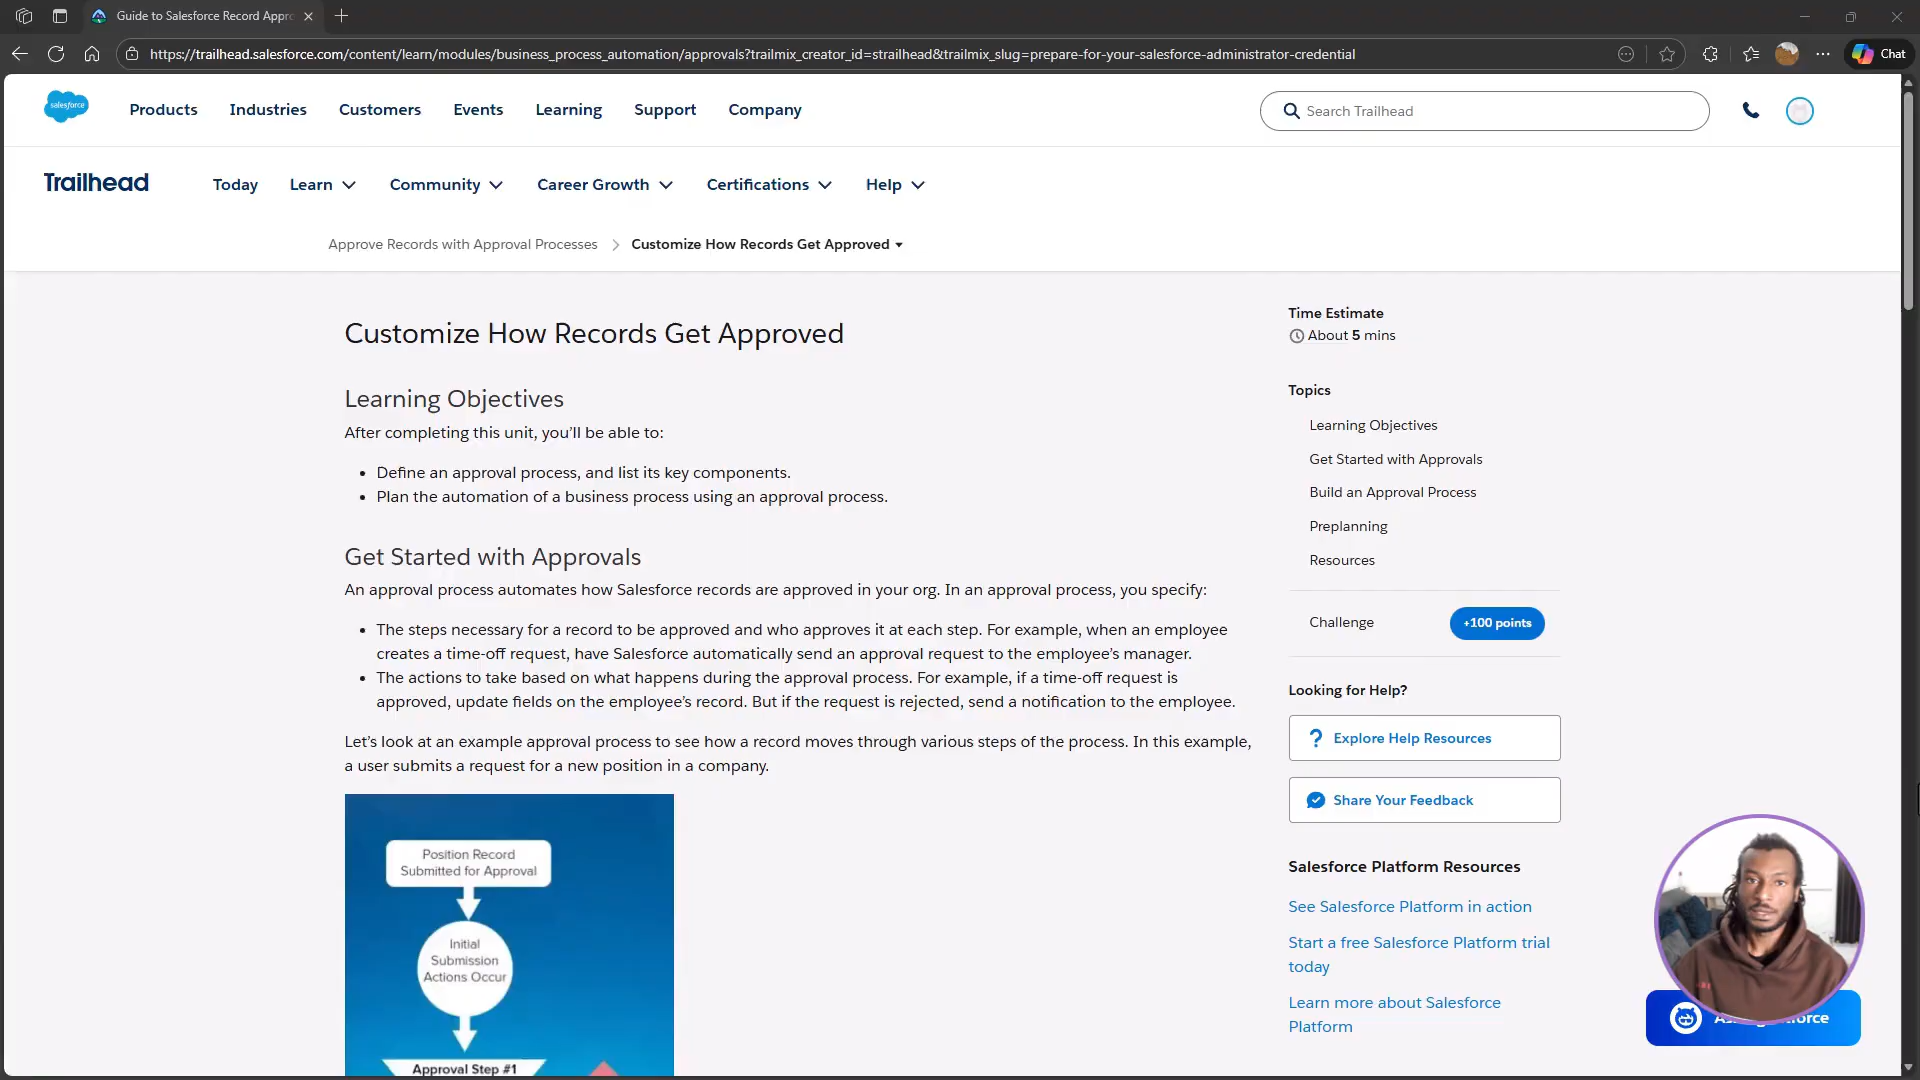 Guide to Salesforce Record Appro
https://trailhead.salesforce.com/content/learn/modules/business_process_automation/approvals?trailmix_creator_id=strailhead&trailmix_slug=prepare-for-your-salesforce-administrator-credential
Chat
salesforce
Products Industries Customers Events Learning Support Company
Search Trailhead
Trailhead
Today Learn Community Career Growth Certifications Help
Approve Records with Approval Processes Customize How Records Get Approved
Customize How Records Get Approved
Learning Objectives
After completing this unit, you’ll be able to:
• Define an approval process, and list its key components.
• Plan the automation of a business process using an approval process.
Get Started with Approvals
An approval process automates how Salesforce records are approved in your org. In an approval process, you specify:
• The steps necessary for a record to be approved and who approves it at each step. For example, when an employee
creates a time-off request, have Salesforce automatically send an approval request to the employee’s manager.
• The actions to take based on what happens during the approval process. For example, if a time-off request is
approved, update fields on the employee’s record. But if the request is rejected, send a notification to the employee.
Let’s look at an example approval process to see how a record moves through various steps of the process. In this example,
a user submits a request for a new position in a company.
Position Record
Submitted for Approval
Initial
Submission
Actions Occur
Approval Step #1
Time Estimate
About 5 mins
Topics
Learning Objectives
Get Started with Approvals
Build an Approval Process
Preplanning
Resources
Challenge
+100 points
Looking for Help?
Explore Help Resources
Share Your Feedback
Salesforce Platform Resources
See Salesforce Platform in action
Start a free Salesforce Platform trial
today
Learn more about Salesforce
Platform